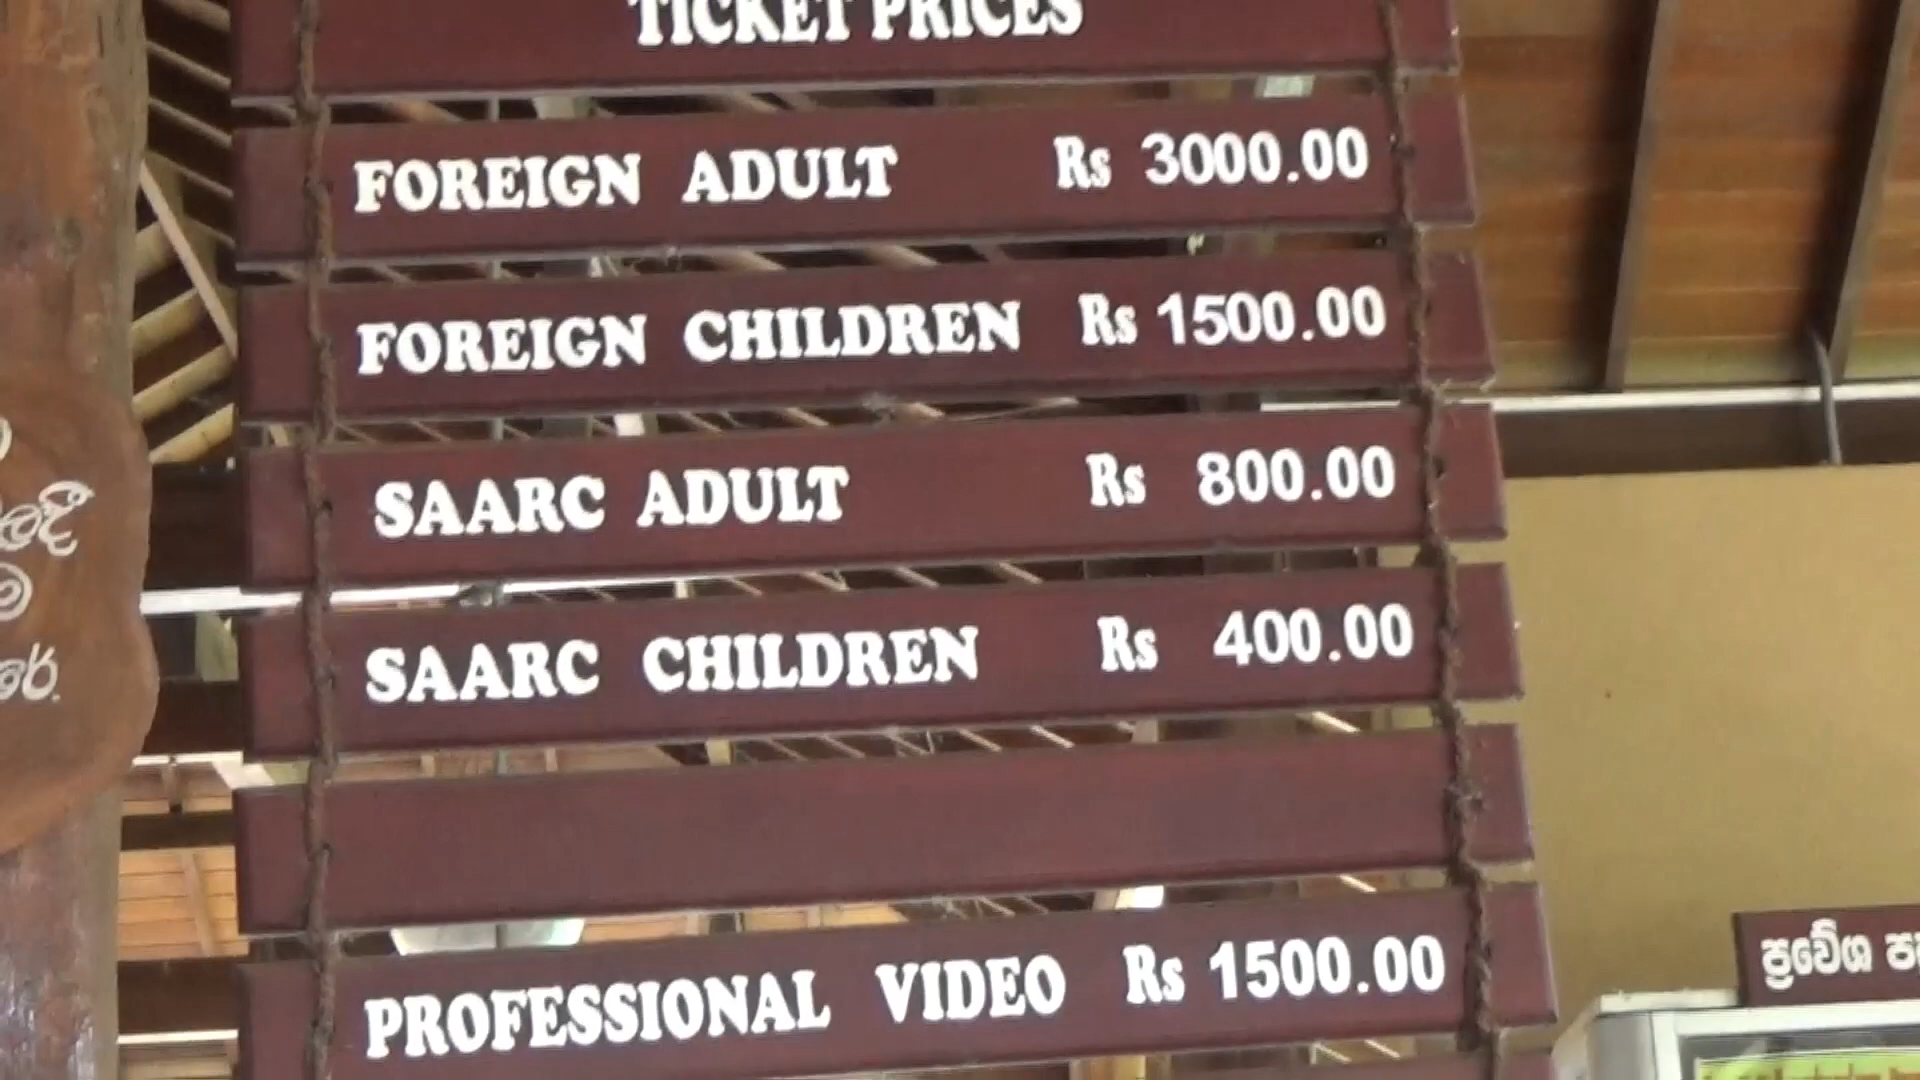 TICKET PRICES
FOREIGN ADULT Rs 3000.00
FOREIGN CHILDREN Rs 1500.00
SAARC ADULT Rs 800.00
SAARC CHILDREN Rs 400.00
PROFESSIONAL VIDEO Rs 1500.00
ප්‍රවේශ